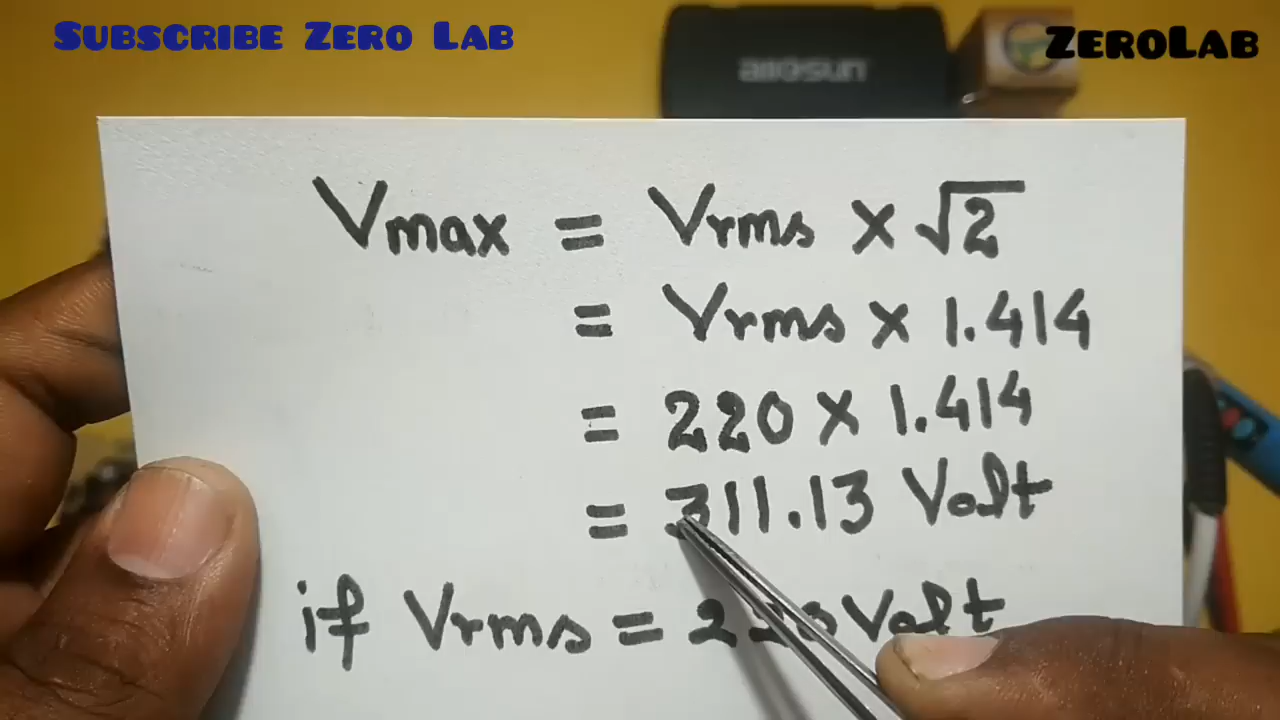 Subscribe Zero Lab
ZeroLab
Vmax = Vrms × √2
= Vrms × 1.414
= 220 × 1.414
= 311.13 Volt
if Vrms = 220 Volt